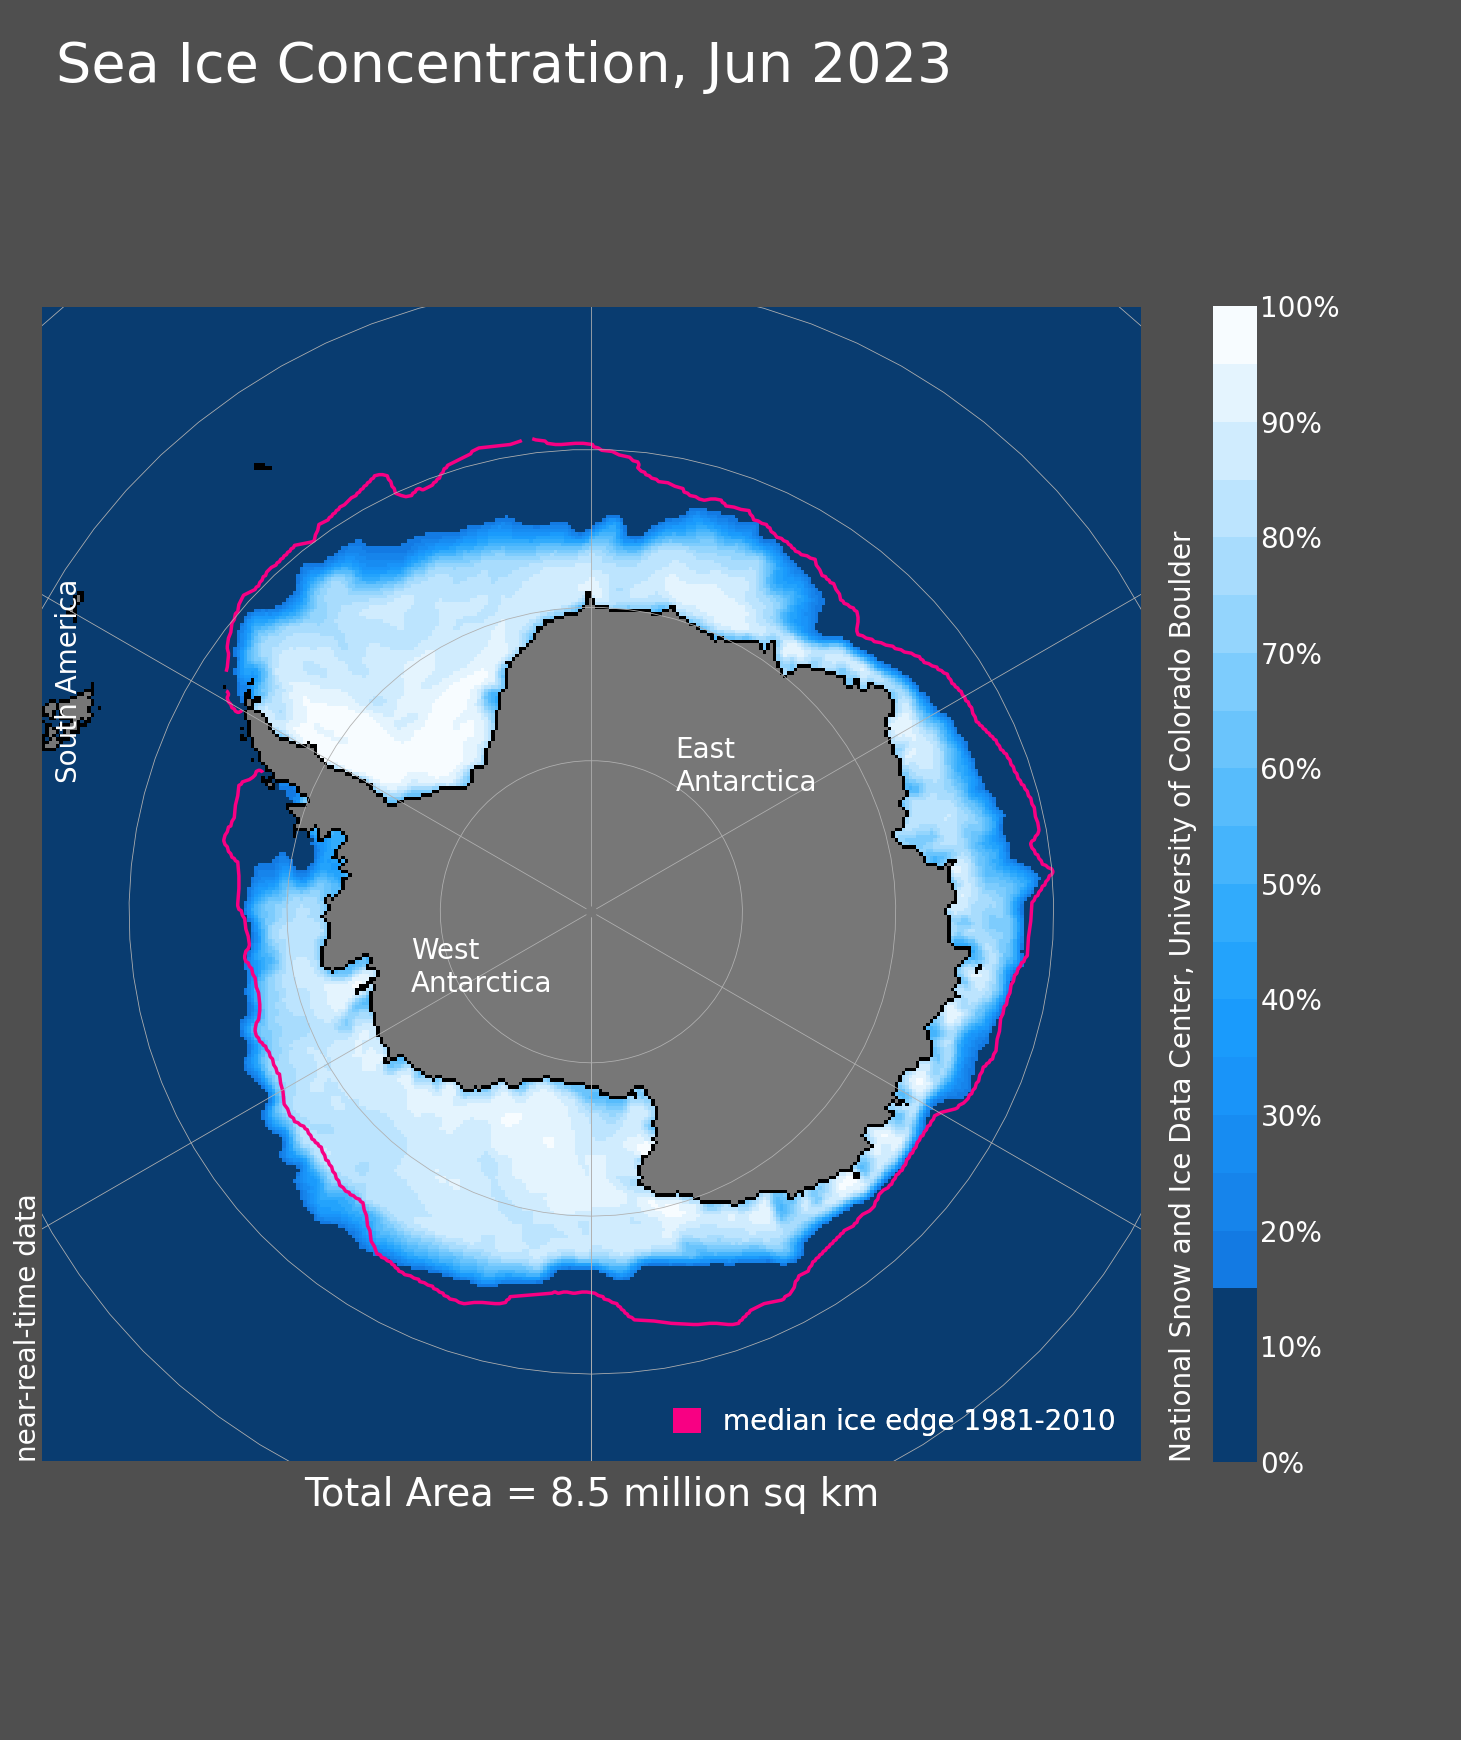 Sea Ice Concentration, Jun 2023
South America
near-real-time data
East
Antarctica
West
Antarctica
median ice edge 1981-2010
Total Area = 8.5 million sq km
National Snow and Ice Data Center, University of Colorado Boulder
100%
90%
80%
70%
60%
50%
40%
30%
20%
10%
0%